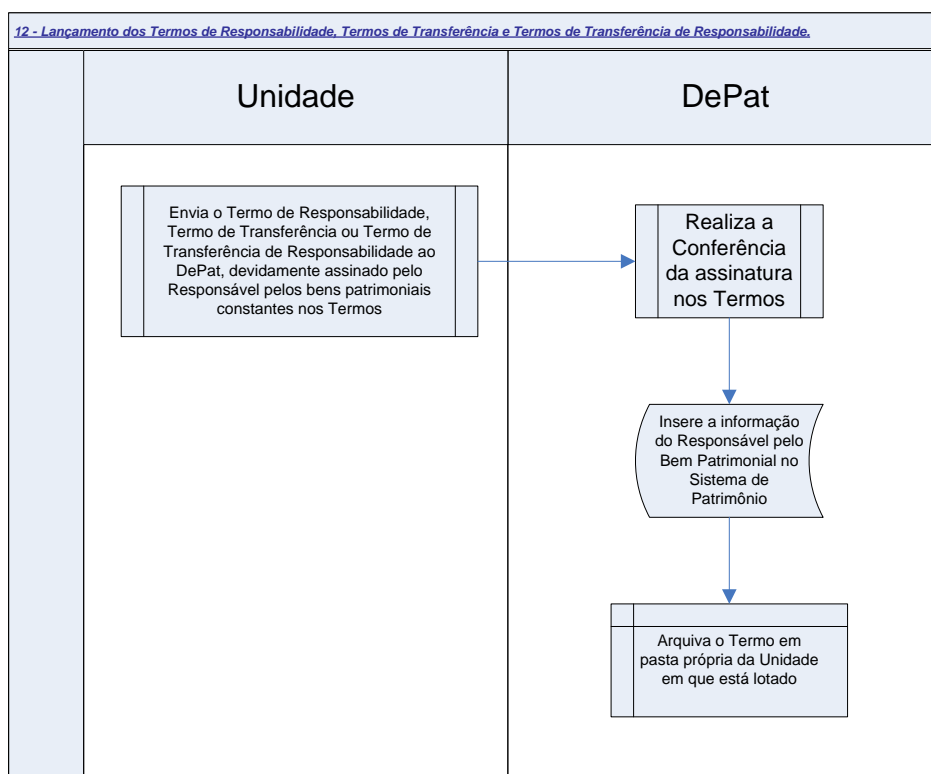 12 - Lançamento dos Termos de Responsabilidade, Termos de Transferência e Termos de Transferência de Responsabilidade.
Unidade
DePat
Envia o Termo de Responsabilidade,
Termo de Transferência ou Termo de
Transferência de Responsabilidade ao
DePat, devidamente assinado pelo
Responsável pelos bens patrimoniais
constantes nos Termos
Realiza a
Conferência
da assinatura
nos Termos
Insere a informação
do Responsável pelo
Bem Patrimonial no
Sistema de
Patrimônio
Arquiva o Termo em
pasta própria da Unidade
em que está lotado